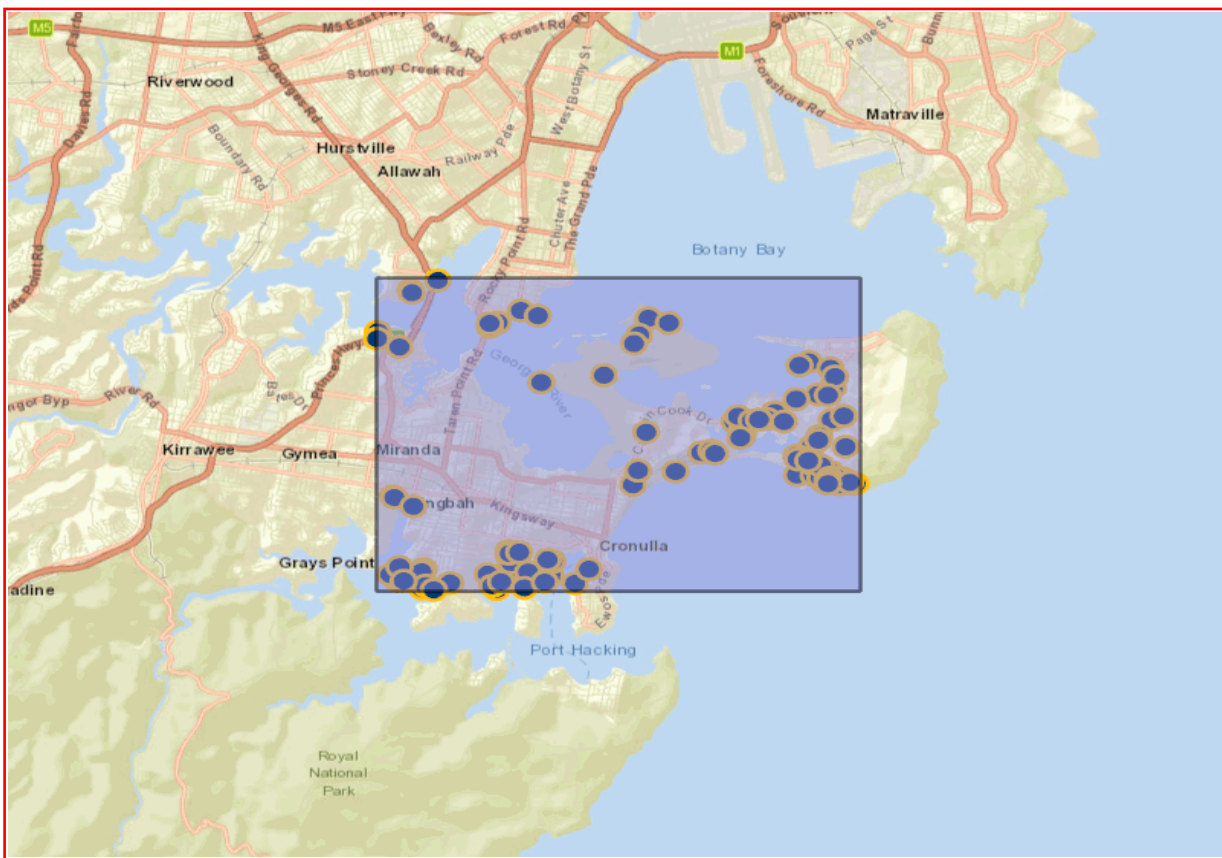 M5
M5 East Fwy
Bexley Rd
Forest Rd
Page St
King Georges Rd
M1
Riverwood
Stoney Creek Rd
West Botany St
Foreshore Rd
Davies Rd
Matraville
Boundary Rd
Hurstville
Railway Pde
Allawah
Chuter Ave
The Grand Pde
Rocky Point Rd
Botany Bay
Princes Hwy
Taren Point Rd
River Rd
Kirrawee
Gymea
Miranda
Kingsway
Cronulla
Grays Point
Port Hacking
Royal
National
Park